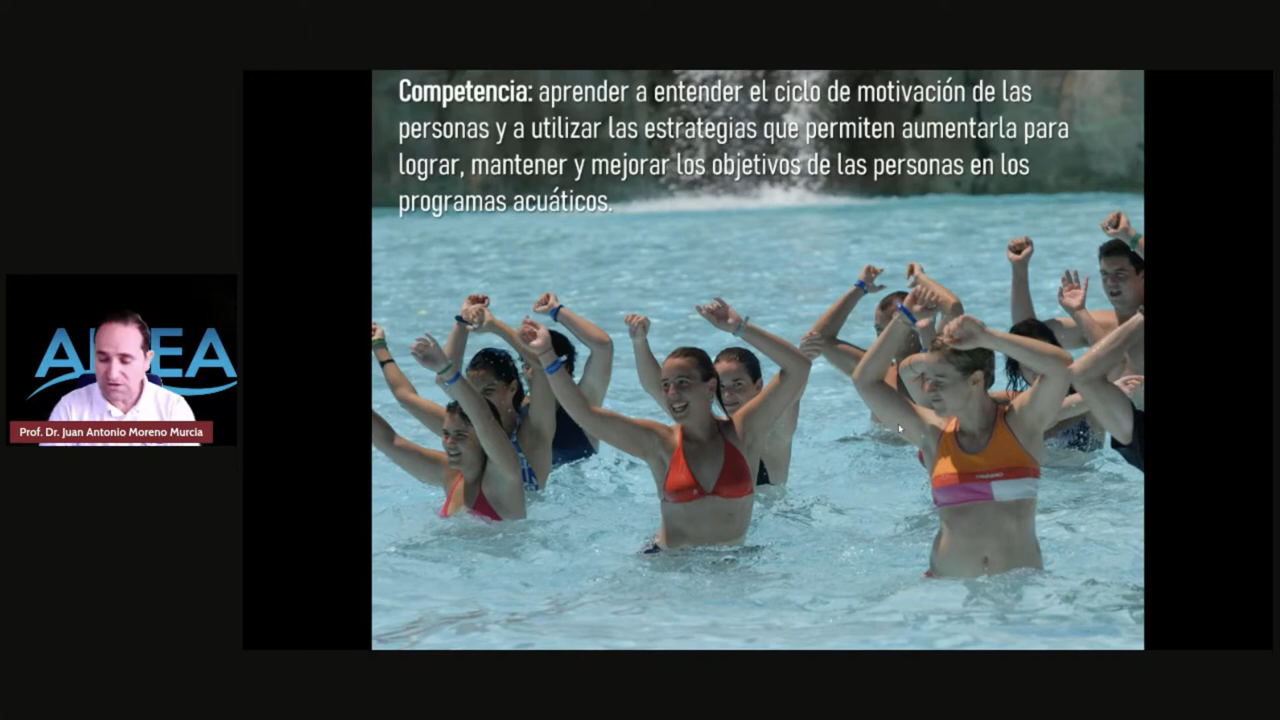 Competencia: aprender a entender el ciclo de motivación de las
personas y a utilizar las estrategias que permiten aumentarla para
lograr, mantener y mejorar los objetivos de las personas en los
programas acuáticos.
Prof. Dr. Juan Antonio Moreno Murcia